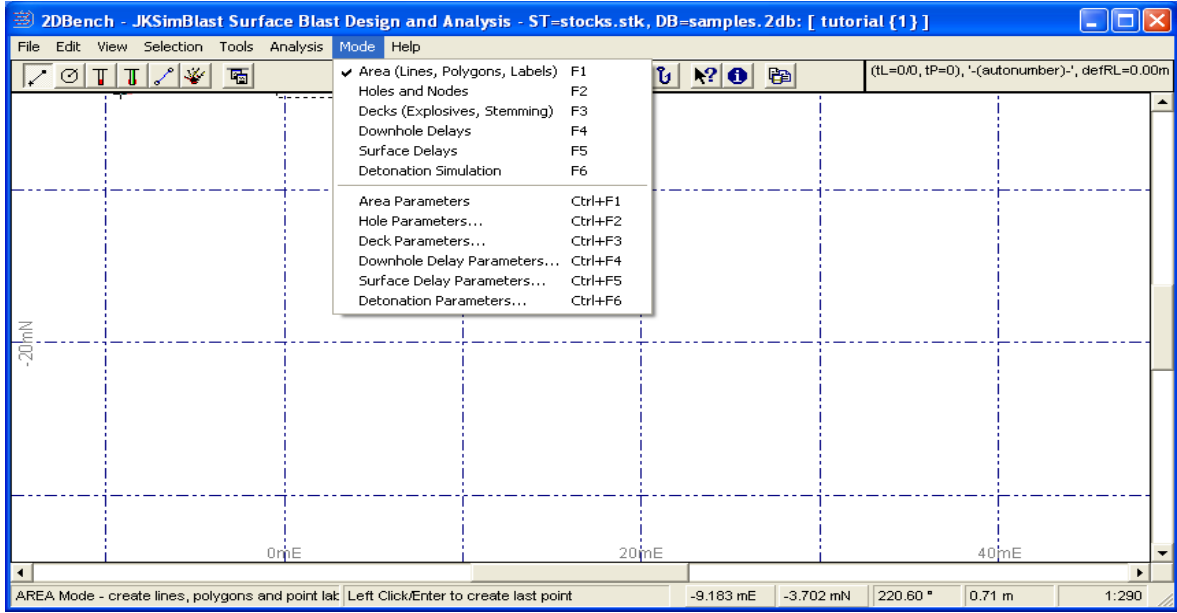 2DBench - JKSimBlast Surface Blast Design and Analysis - ST=stocks.stk, DB=samples.2db: [ tutorial {1} ]
File Edit View Selection Tools Analysis Mode Help
(tL=0/0, tP=0), '-(autonumber)-', defRL=0.00m
Area (Lines, Polygons, Labels) F1
Holes and Nodes F2
Decks (Explosives, Stemming) F3
Downhole Delays F4
Surface Delays F5
Detonation Simulation F6
Area Parameters Ctrl+F1
Hole Parameters... Ctrl+F2
Deck Parameters... Ctrl+F3
Downhole Delay Parameters... Ctrl+F4
Surface Delay Parameters... Ctrl+F5
Detonation Parameters... Ctrl+F6
-20mN
0mE 20mE 40mE
AREA Mode - create lines, polygons and point lab Left Click/Enter to create last point -9.183 mE -3.702 mN 220.60 ° 0.71 m 1:290